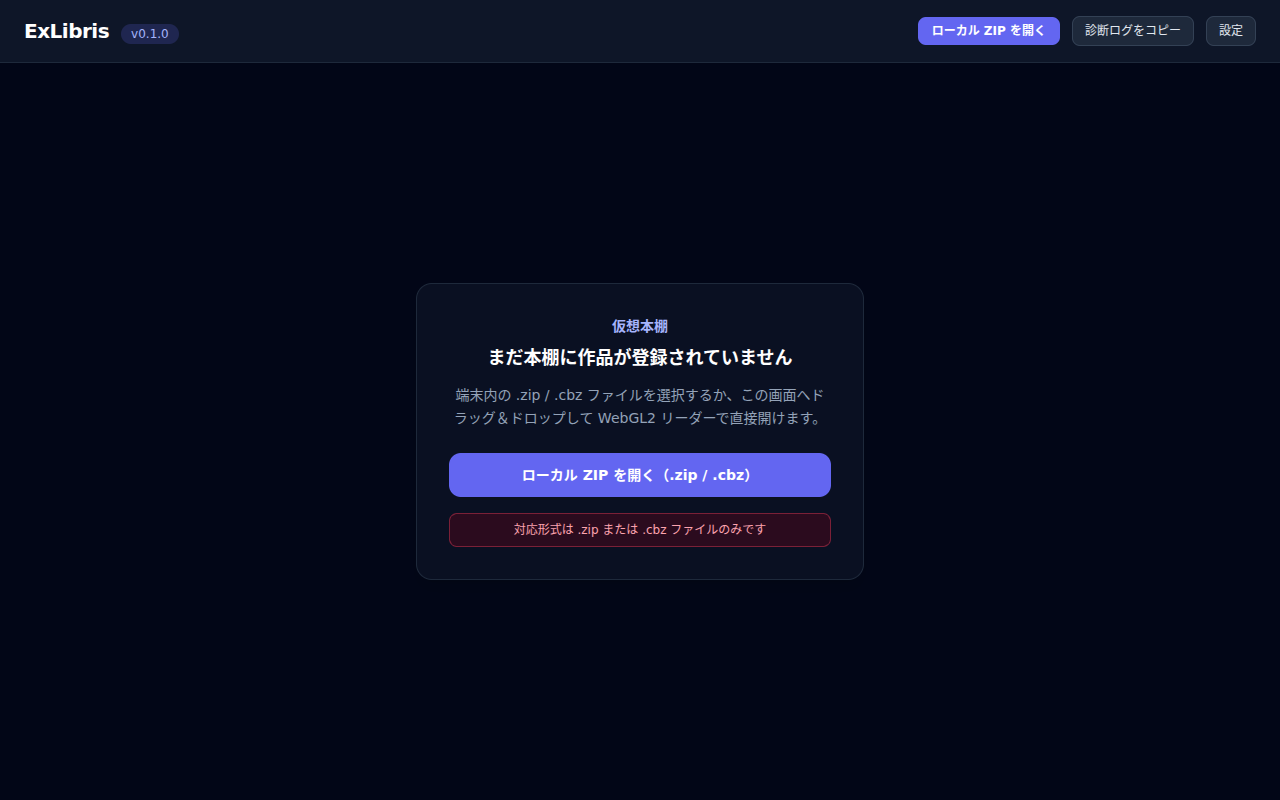 ExLibris v0.1.0 ローカル ZIP を開く 診断ログをコピー 設定
仮想本棚
まだ本棚に作品が登録されていません
端末内の .zip / .cbz ファイルを選択するか、この画面へド
ラッグ＆ドロップして WebGL2 リーダーで直接開けます。
ローカル ZIP を開く（.zip / .cbz）
対応形式は .zip または .cbz ファイルのみです